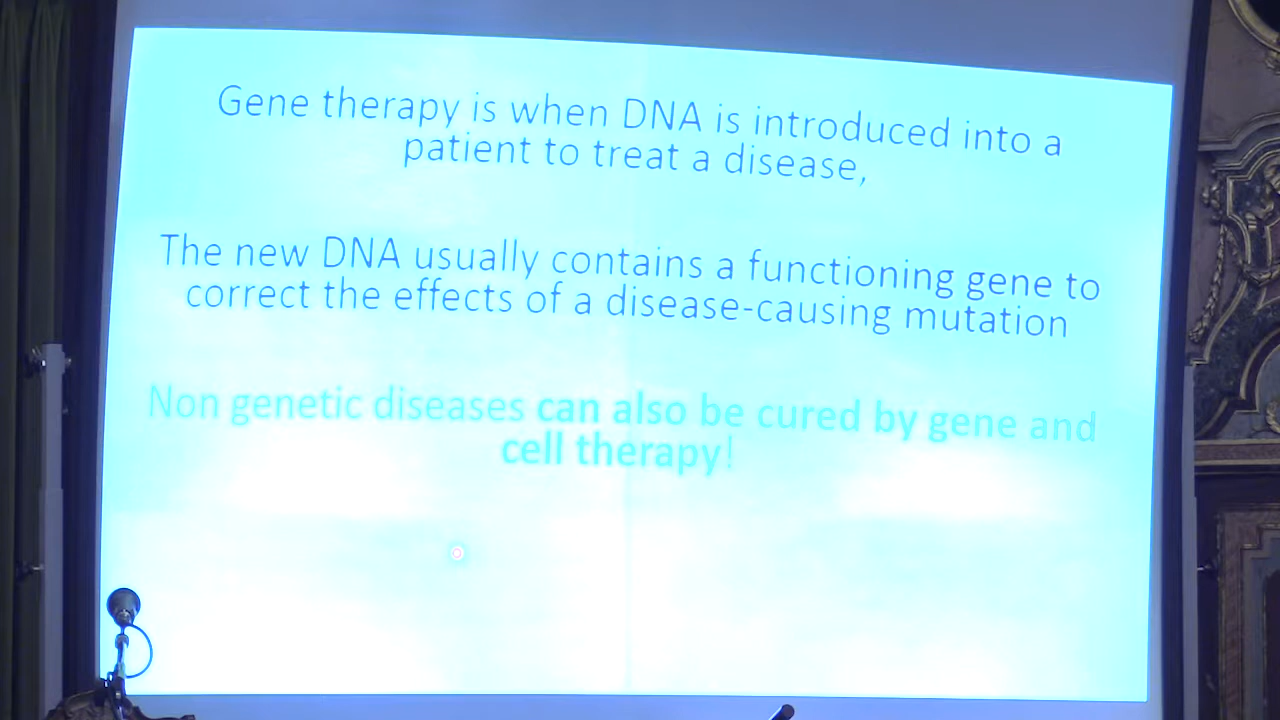 Gene therapy is when DNA is introduced into a
patient to treat a disease,
The new DNA usually contains a functioning gene to
correct the effects of a disease-causing mutation
Non genetic diseases can also be cured by gene and
cell therapy!